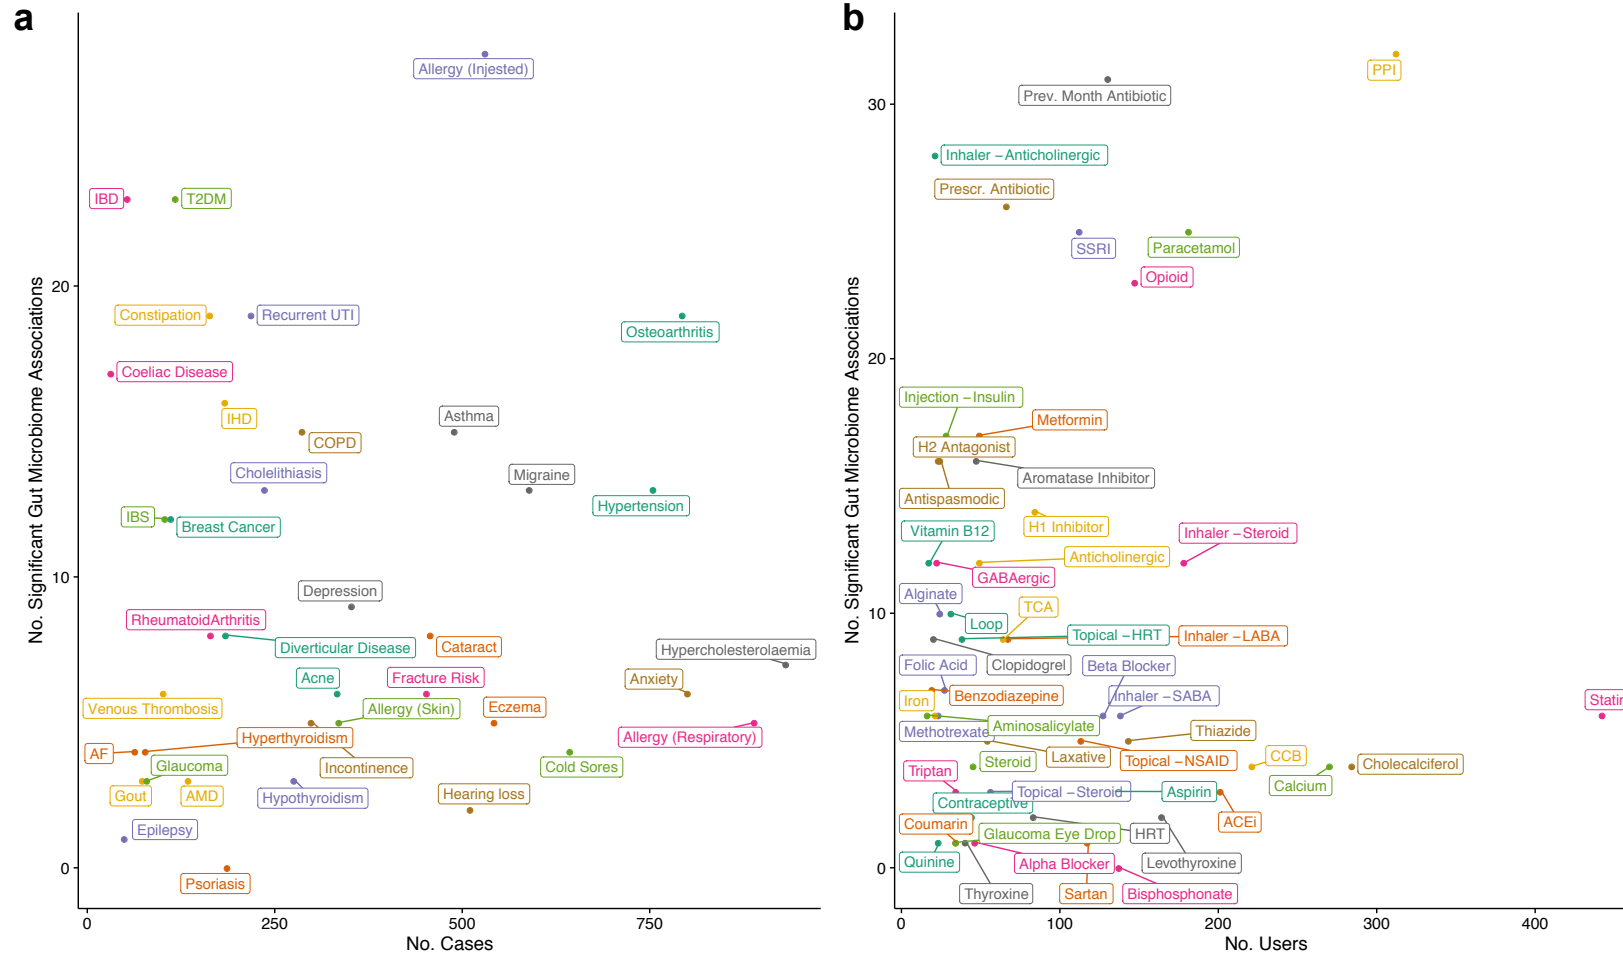 a
No. Significant Gut Microbiome Associations
20
10
0
Allergy (Injested)
IBD
T2DM
Constipation
Recurrent UTI
Osteoarthritis
Coeliac Disease
IHD
Asthma
COPD
Cholelithiasis
Migraine
Hypertension
IBS
Breast Cancer
Depression
RheumatoidArthritis
Diverticular Disease
Cataract
Hypercholesterolaemia
Acne
Fracture Risk
Anxiety
Venous Thrombosis
Allergy (Skin)
Eczema
Hyperthyroidism
Allergy (Respiratory)
AF
Glaucoma
Incontinence
Cold Sores
Gout
AMD
Hypothyroidism
Hearing loss
Epilepsy
Psoriasis
0
250
500
750
No. Cases
b
No. Significant Gut Microbiome Associations
30
20
10
0
PPI
Prev. Month Antibiotic
Inhaler −Anticholinergic
Prescr. Antibiotic
SSRI
Paracetamol
Opioid
Injection −Insulin
Metformin
H2 Antagonist
Aromatase Inhibitor
Antispasmodic
H1 Inhibitor
Vitamin B12
Inhaler −Steroid
Anticholinergic
GABAergic
Alginate
TCA
Loop
Topical −HRT
Inhaler −LABA
Folic Acid
Clopidogrel
Beta Blocker
Iron
Benzodiazepine
Inhaler −SABA
Statin
Methotrexate
Aminosalicylate
Thiazide
Steroid
Laxative
Topical −NSAID
CCB
Cholecalciferol
Triptan
Calcium
Contraceptive
Topical −Steroid
Aspirin
Coumarin
Glaucoma Eye Drop
HRT
ACEi
Quinine
Alpha Blocker
Levothyroxine
Thyroxine
Sartan
Bisphosphonate
0
100
200
300
400
No. Users